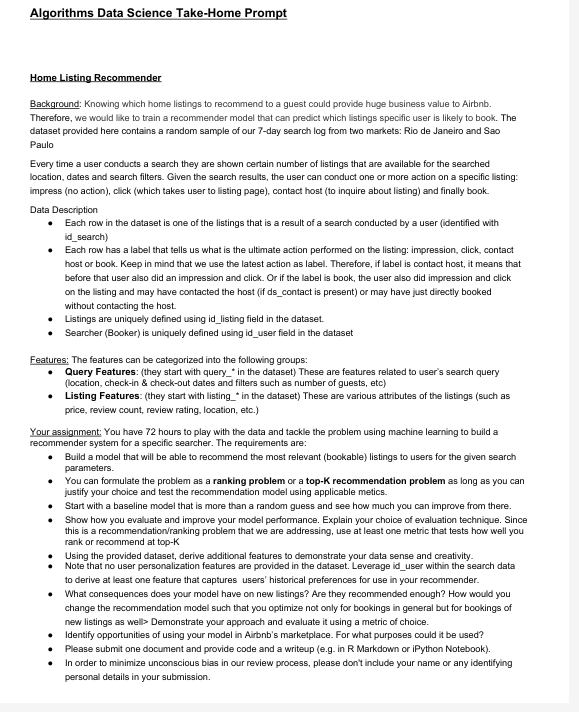 Algorithms Data Science Take-Home Prompt
Home Listing Recommender
Background: Knowing which home listings to recommend to a guest could provide huge business value to Airbnb.
Therefore, we would like to train a recommender model that can predict which listings specific user is likely to book. The
dataset provided here contains a random sample of our 7-day search log from two markets: Rio de Janeiro and Sao
Paulo
Every time a user conducts a search they are shown certain number of listings that are available for the searched
location, dates and search filters. Given the search results, the user can conduct one or more action on a specific listing:
impress (no action), click (which takes user to listing page), contact host (to inquire about listing) and finally book.
Data Description
● Each row in the dataset is one of the listings that is a result of a search conducted by a user (identified with
id_search)
● Each row has a label that tells us what is the ultimate action performed on the listing: impression, click, contact
host or book. Keep in mind that we use the latest action as label. Therefore, if label is contact host, it means that
before that user also did an impression and click. Or if the label is book, the user also did impression and click
on the listing and may have contacted the host (if ds_contact is present) or may have just directly booked
without contacting the host.
● Listings are uniquely defined using id_listing field in the dataset.
● Searcher (Booker) is uniquely defined using id_user field in the dataset
Features: The features can be categorized into the following groups:
● Query Features: (they start with query_* in the dataset) These are features related to user's search query
(location, check-in & check-out dates and filters such as number of guests, etc)
● Listing Features: (they start with listing_* in the dataset) These are various attributes of the listings (such as
price, review count, review rating, location, etc.)
Your assignment: You have 72 hours to play with the data and tackle the problem using machine learning to build a
recommender system for a specific searcher. The requirements are:
● Build a model that will be able to recommend the most relevant (bookable) listings to users for the given search
parameters.
● You can formulate the problem as a ranking problem or a top-K recommendation problem as long as you can
justify your choice and test the recommendation model using applicable metics.
● Start with a baseline model that is more than a random guess and see how much you can improve from there.
● Show how you evaluate and improve your model performance. Explain your choice of evaluation technique. Since
this is a recommendation/ranking problem that we are addressing, use at least one metric that tests how well you
rank or recommend at top-K
● Using the provided dataset, derive additional features to demonstrate your data sense and creativity.
● Note that no user personalization features are provided in the dataset. Leverage id_user within the search data
to derive at least one feature that captures users' historical preferences for use in your recommender.
● What consequences does your model have on new listings? Are they recommended enough? How would you
change the recommendation model such that you optimize not only for bookings in general but for bookings of
new listings as well> Demonstrate your approach and evaluate it using a metric of choice.
● Identify opportunities of using your model in Airbnb's marketplace. For what purposes could it be used?
● Please submit one document and provide code and a writeup (e.g. in R Markdown or iPython Notebook).
● In order to minimize unconscious bias in our review process, please don't include your name or any identifying
personal details in your submission.